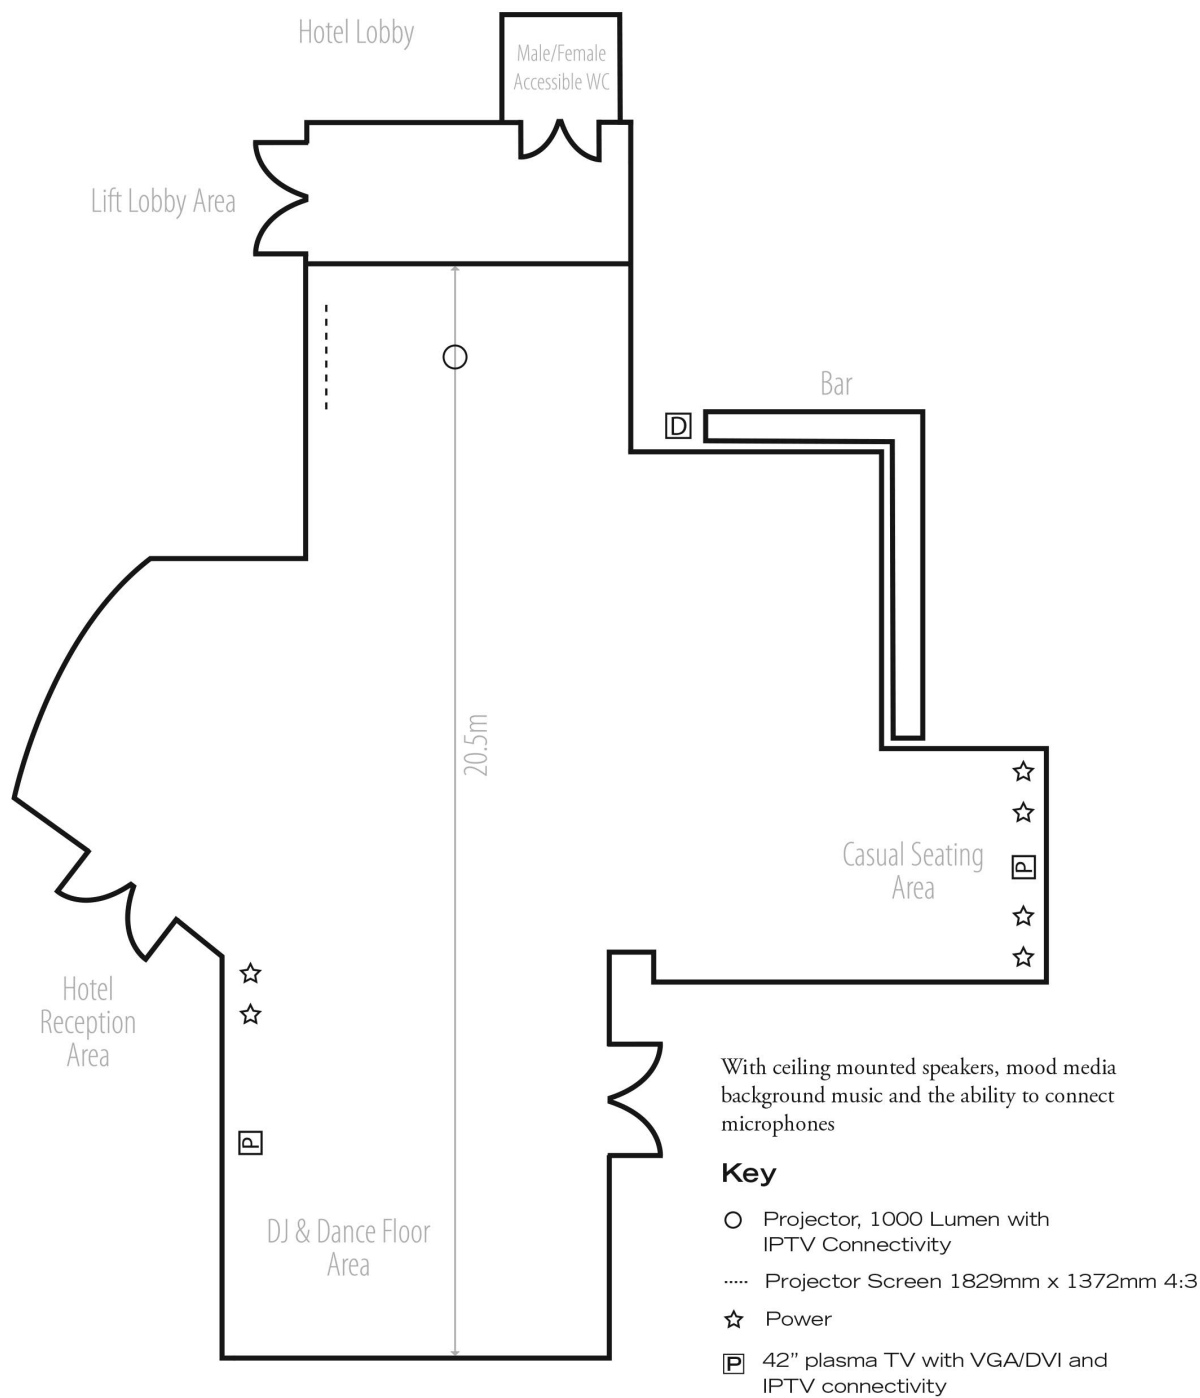 Hotel Lobby
Male/Female
Accessible WC
Lift Lobby Area
Bar
D
20.5m
Casual Seating
Area
P
Hotel
Reception
Area
P
DJ & Dance Floor
Area
With ceiling mounted speakers, mood media
background music and the ability to connect
microphones
Key
Projector, 1000 Lumen with
IPTV Connectivity
Projector Screen 1829mm x 1372mm 4:3
Power
P 42” plasma TV with VGA/DVI and
IPTV connectivity